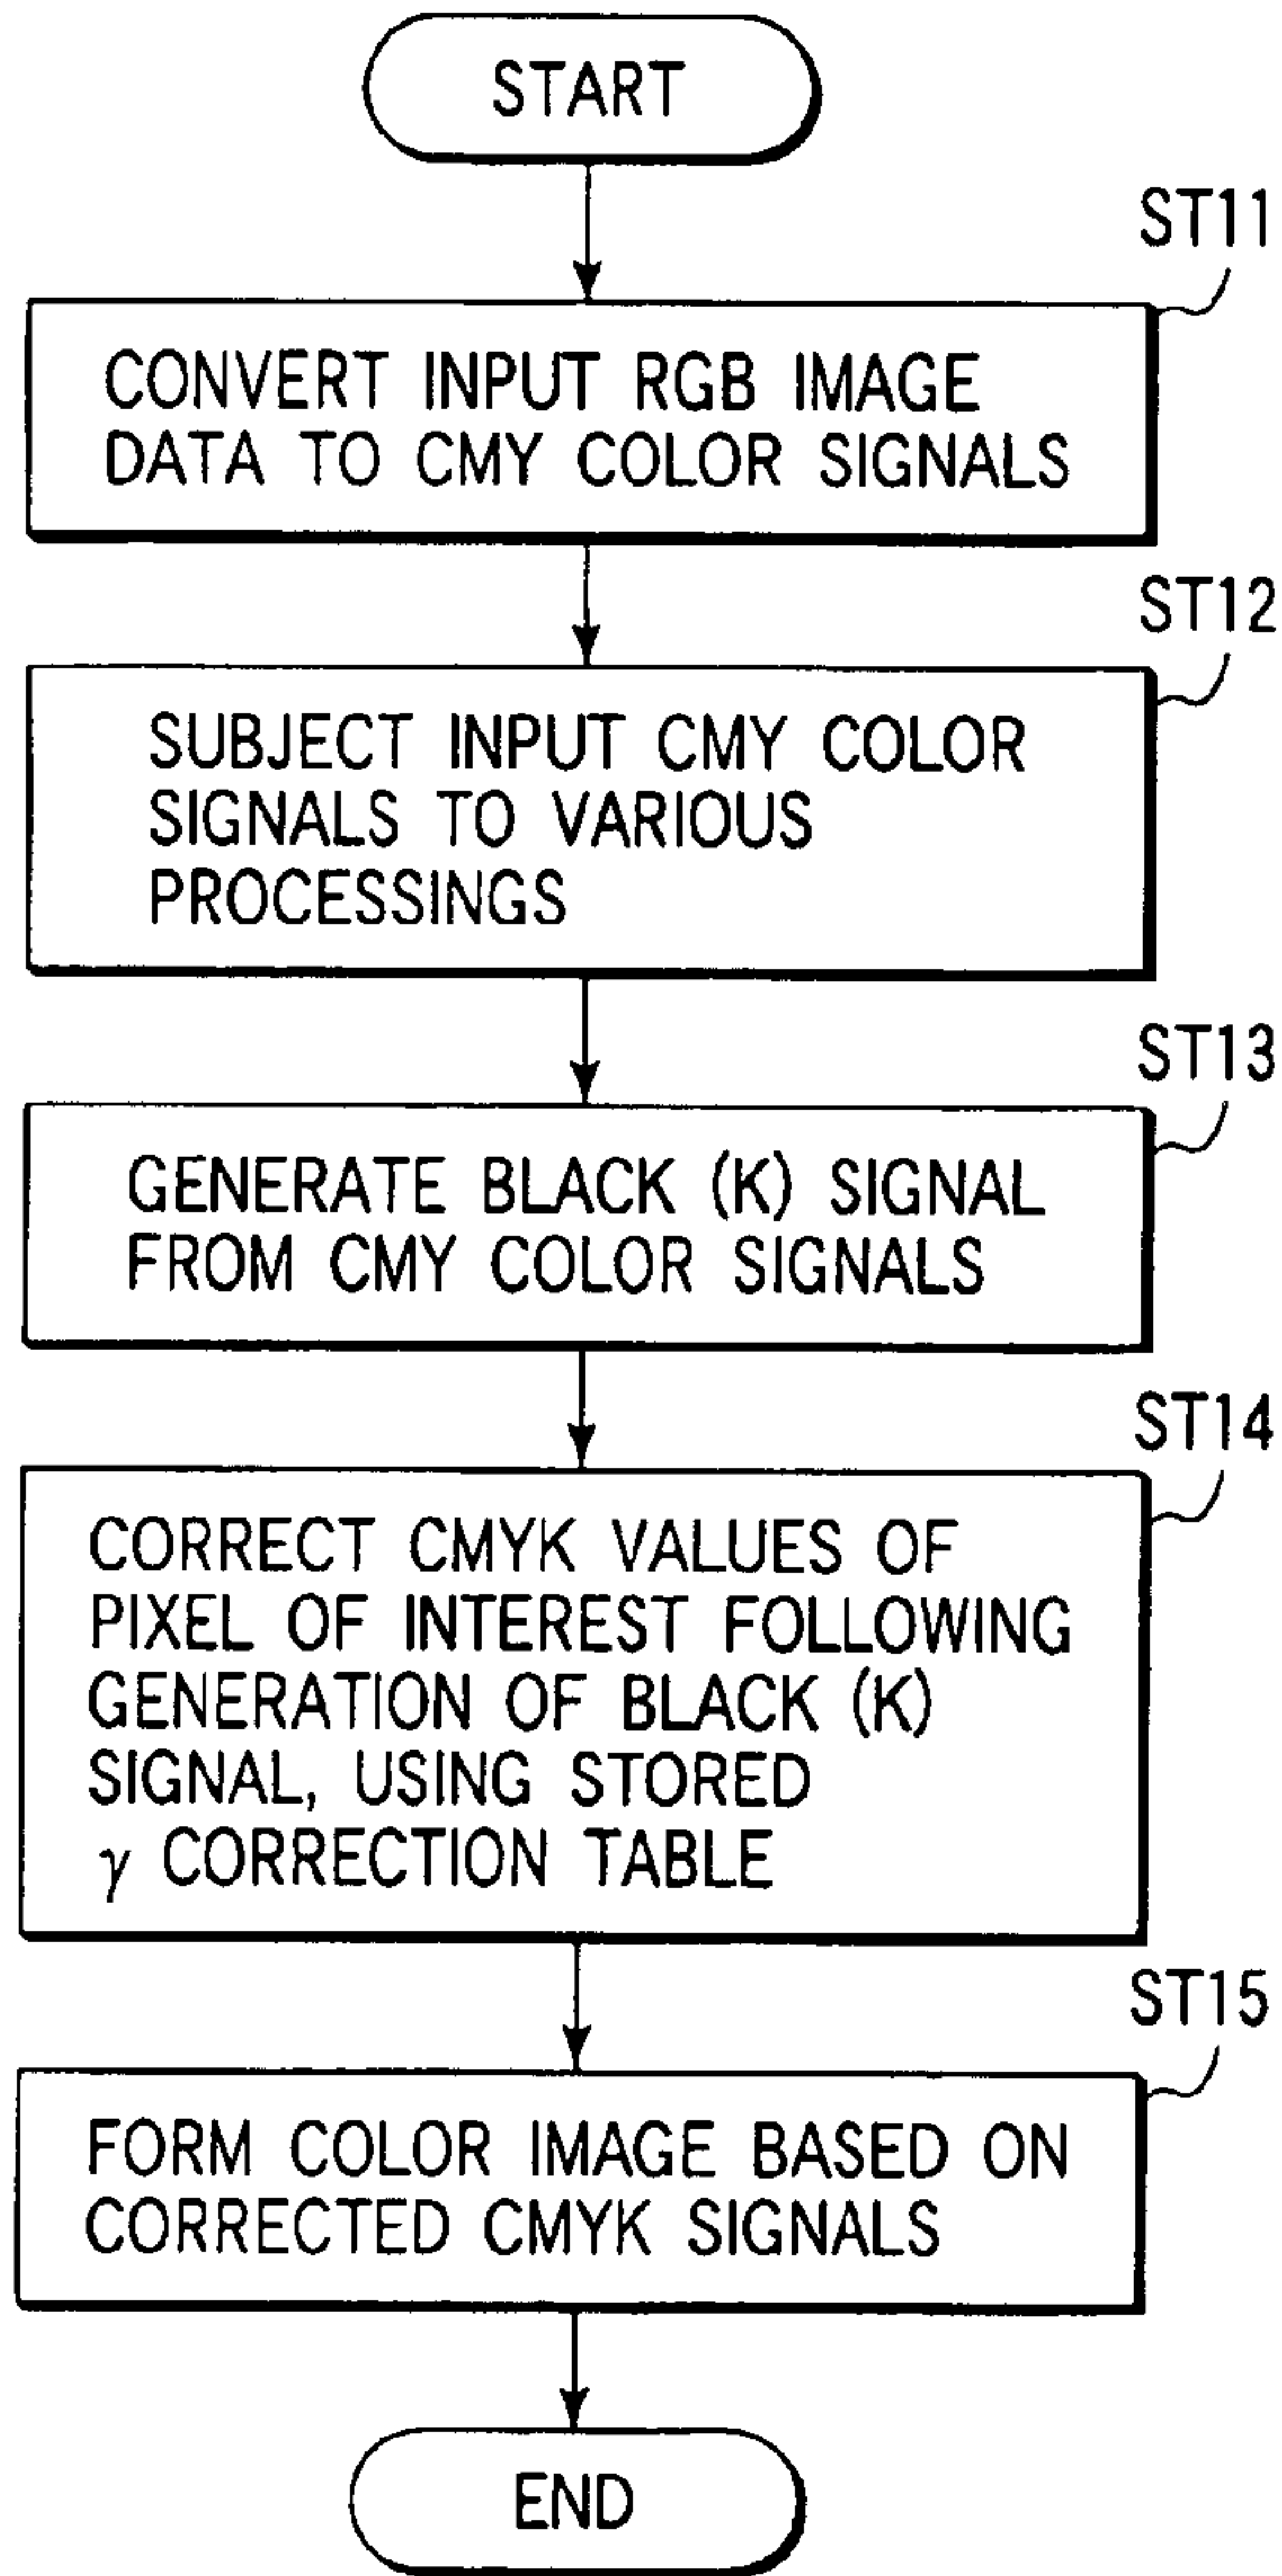 START
ST11
CONVERT INPUT RGB IMAGE
DATA TO CMY COLOR SIGNALS
ST12
SUBJECT INPUT CMY COLOR
SIGNALS TO VARIOUS
PROCESSINGS
ST13
GENERATE BLACK (K) SIGNAL
FROM CMY COLOR SIGNALS
ST14
CORRECT CMYK VALUES OF
PIXEL OF INTEREST FOLLOWING
GENERATION OF BLACK (K)
SIGNAL, USING STORED
γ CORRECTION TABLE
ST15
FORM COLOR IMAGE BASED ON
CORRECTED CMYK SIGNALS
END